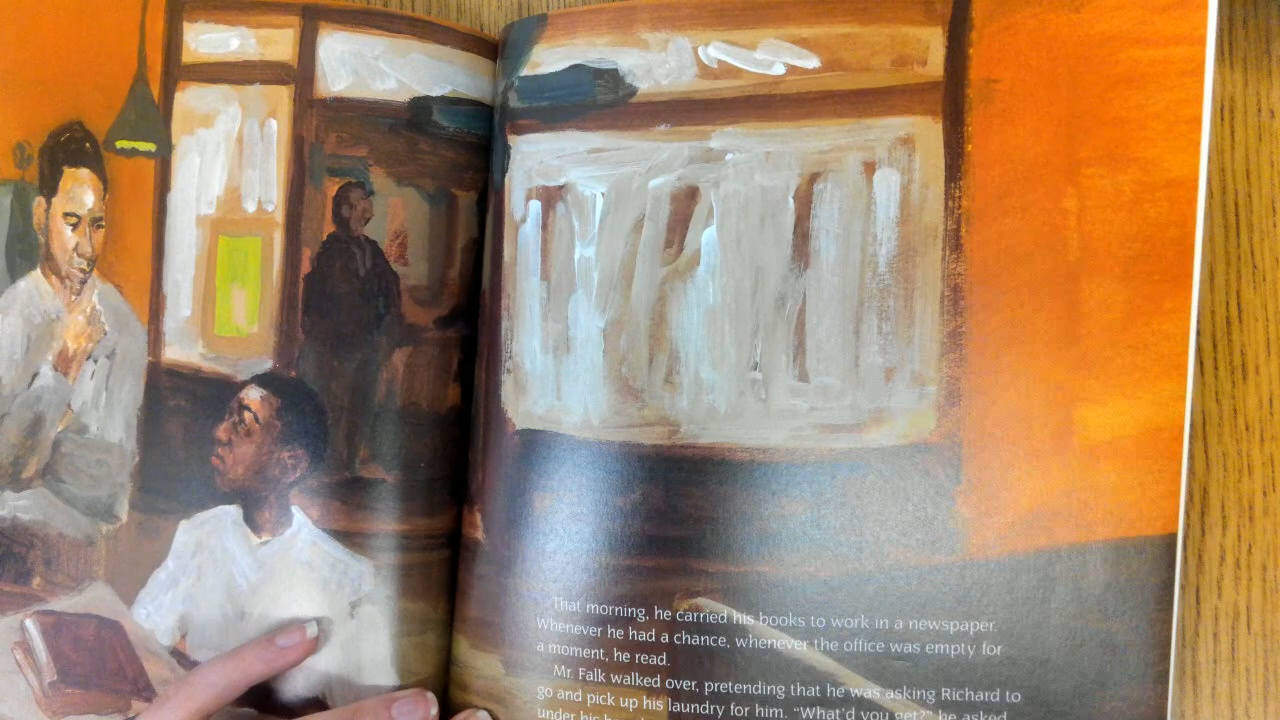 That morning, he carried his books to work in a newspaper.
Whenever he had a chance, whenever the office was empty for
a moment, he read.
Mr. Falk walked over, pretending that he was asking Richard to
go and pick up his laundry for him. “What’d you get?” he asked
under his